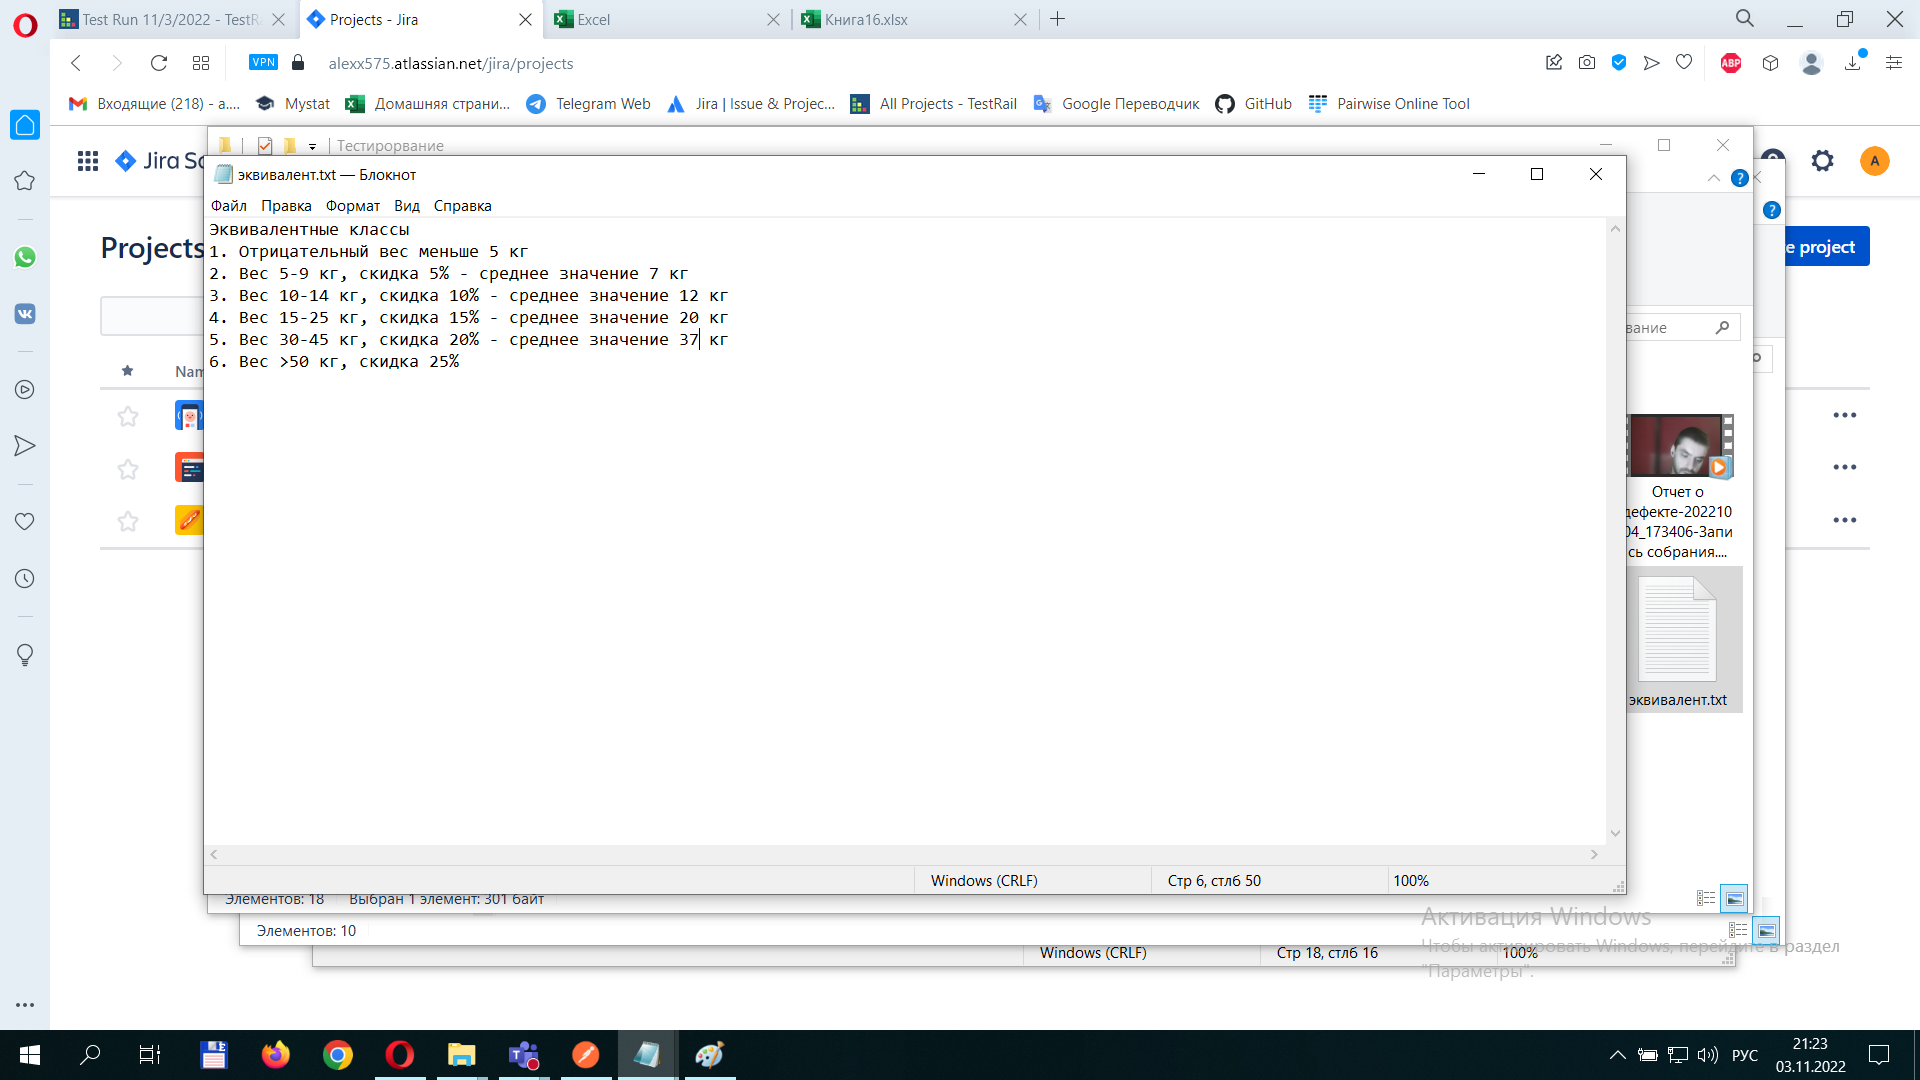 Test Run 11/3/2022 - TestR
Projects - Jira
Excel
Книга16.xlsx
VPN
alexx575.atlassian.net/jira/projects
ABP
Входящие (218) - a....
Mystat
Домашняя страни...
Telegram Web
Jira | Issue & Projec...
All Projects - TestRail
Google Переводчик
GitHub
Pairwise Online Tool
Тестирорвание
Jira So
A
эквивалент.txt — Блокнот
Файл Правка Формат Вид Справка
Projects
e project
Эквивалентные классы
1. Отрицательный вес меньше 5 кг
2. Вес 5-9 кг, скидка 5% - среднее значение 7 кг
3. Вес 10-14 кг, скидка 10% - среднее значение 12 кг
4. Вес 15-25 кг, скидка 15% - среднее значение 20 кг
5. Вес 30-45 кг, скидка 20% - среднее значение 37 кг
6. Вес >50 кг, скидка 25%
вание
Nam
Отчет о
дефекте-202210
04_173406-Запи
сь собрания....
эквивалент.txt
Windows (CRLF)
Стр 6, стлб 50
100%
Элементов: 18
Выбран 1 элемент: 301 байт
Элементов: 10
Windows (CRLF)
Стр 18, стлб 16
100%
Активация Windows
Чтобы активировать Windows, перейдите в раздел
"Параметры".
РУС
21:23
03.11.2022